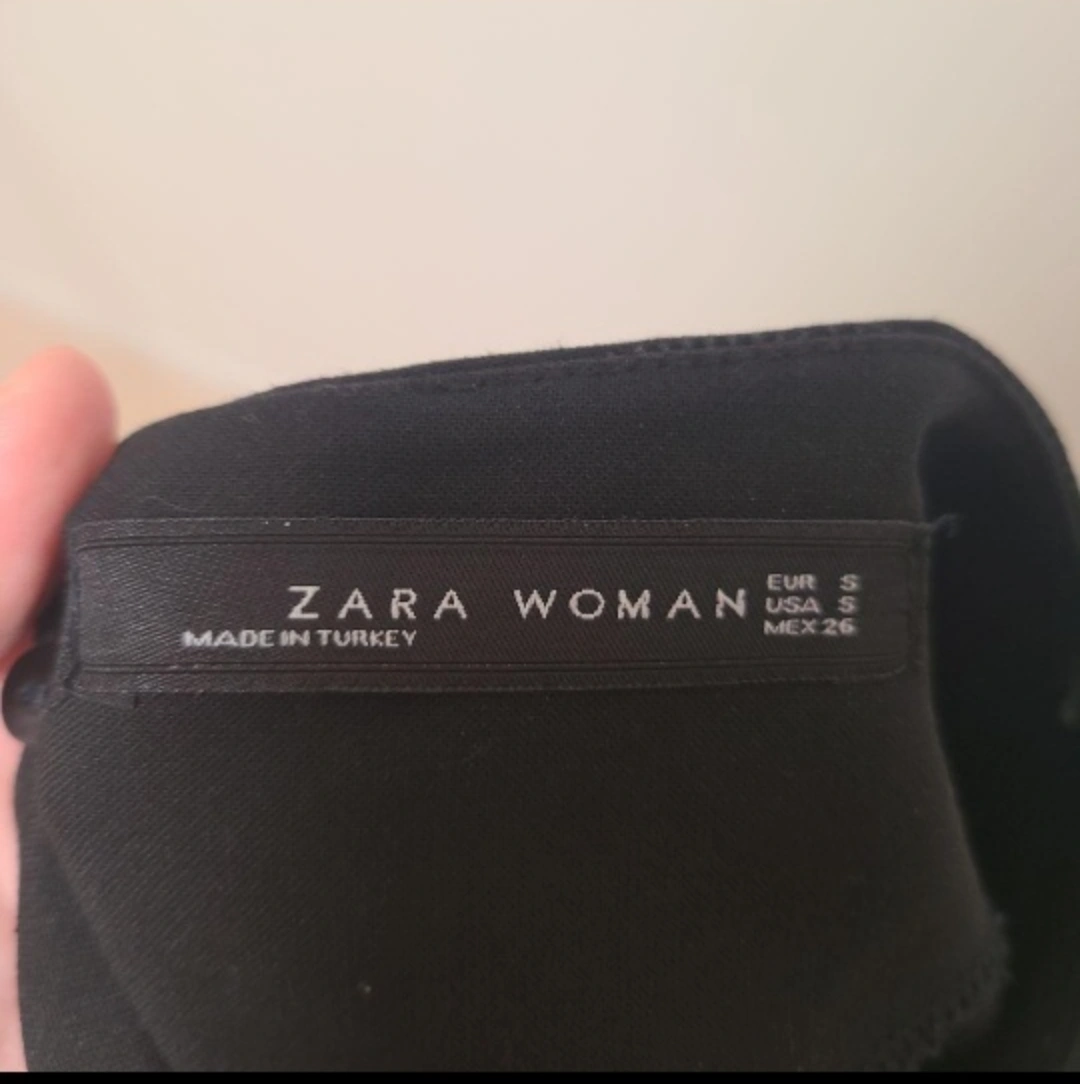 ZARA WOMAN
MADE IN TURKEY
EUR S
USA S
MEX 26